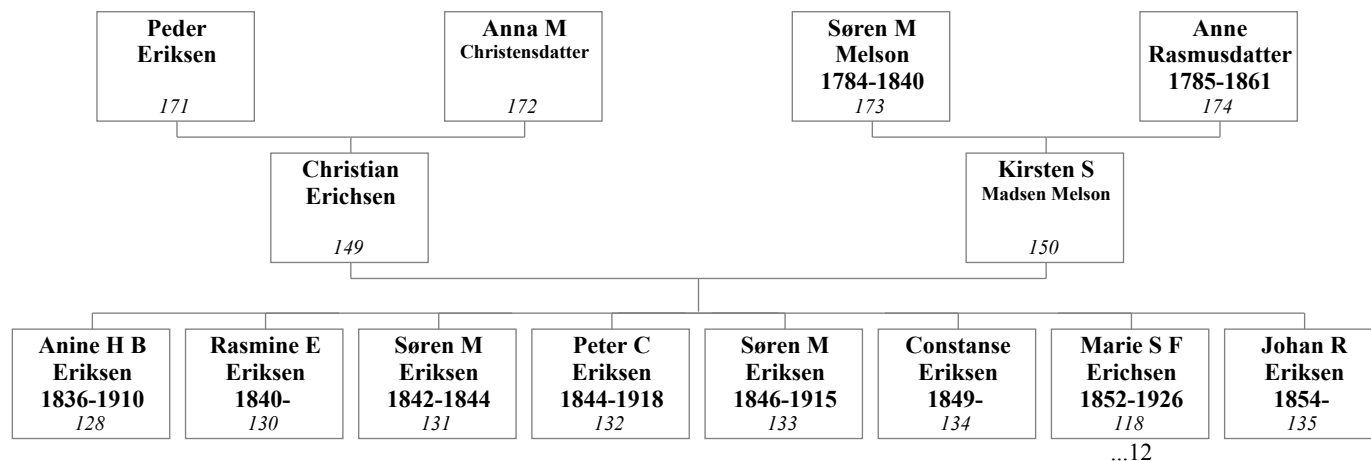 Peder
Eriksen
171
Anna M
Christensdatter
172
Søren M
Melson
1784-1840
173
Anne
Rasmusdatter
1785-1861
174
Christian
Erichsen
149
Kirsten S
Madsen Melson
150
Anine H B
Eriksen
1836-1910
128
Rasmine E
Eriksen
1840-
130
Søren M
Eriksen
1842-1844
131
Peter C
Eriksen
1844-1918
132
Søren M
Eriksen
1846-1915
133
Constanse
Eriksen
1849-
134
Marie S F
Erichsen
1852-1926
118
...12
Johan R
Eriksen
1854-
135